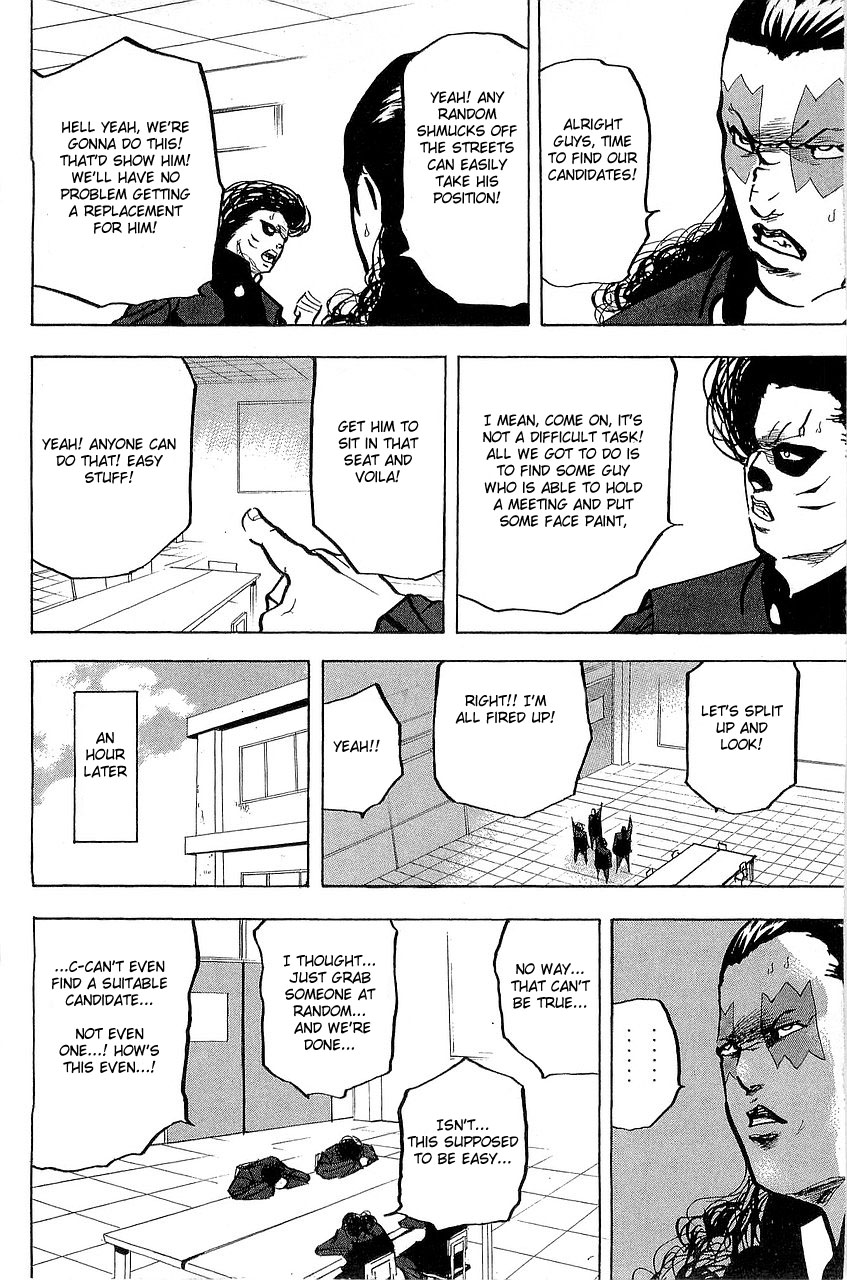 ALRIGHT
GUYS, TIME
TO FIND OUR
CANDIDATES!
YEAH! ANY
RANDOM
SHMUCKS OFF
THE STREETS
CAN EASILY
TAKE HIS
POSITION!
HELL YEAH, WE'RE
GONNA DO THIS!
THAT'D SHOW HIM!
WE'LL HAVE NO
PROBLEM GETTING
A REPLACEMENT
FOR HIM!
I MEAN, COME ON, IT'S
NOT A DIFFICULT TASK!
ALL WE GOT TO DO IS
TO FIND SOME GUY
WHO IS ABLE TO HOLD
A MEETING AND PUT
SOME FACE PAINT,
GET HIM TO
SIT IN THAT
SEAT AND
VOILA!
YEAH! ANYONE CAN
DO THAT! EASY
STUFF!
LET'S SPLIT
UP AND
LOOK!
RIGHT!! I'M
ALL FIRED UP!
YEAH!!
AN
HOUR
LATER
......
NO WAY...
THAT CAN'T
BE TRUE...
I THOUGHT...
JUST GRAB
SOMEONE AT
RANDOM...
AND WE'RE
DONE...
ISN'T...
THIS SUPPOSED
TO BE EASY...
...C-CAN'T EVEN
FIND A SUITABLE
CANDIDATE...
NOT EVEN
ONE...! HOW'S
THIS EVEN...!